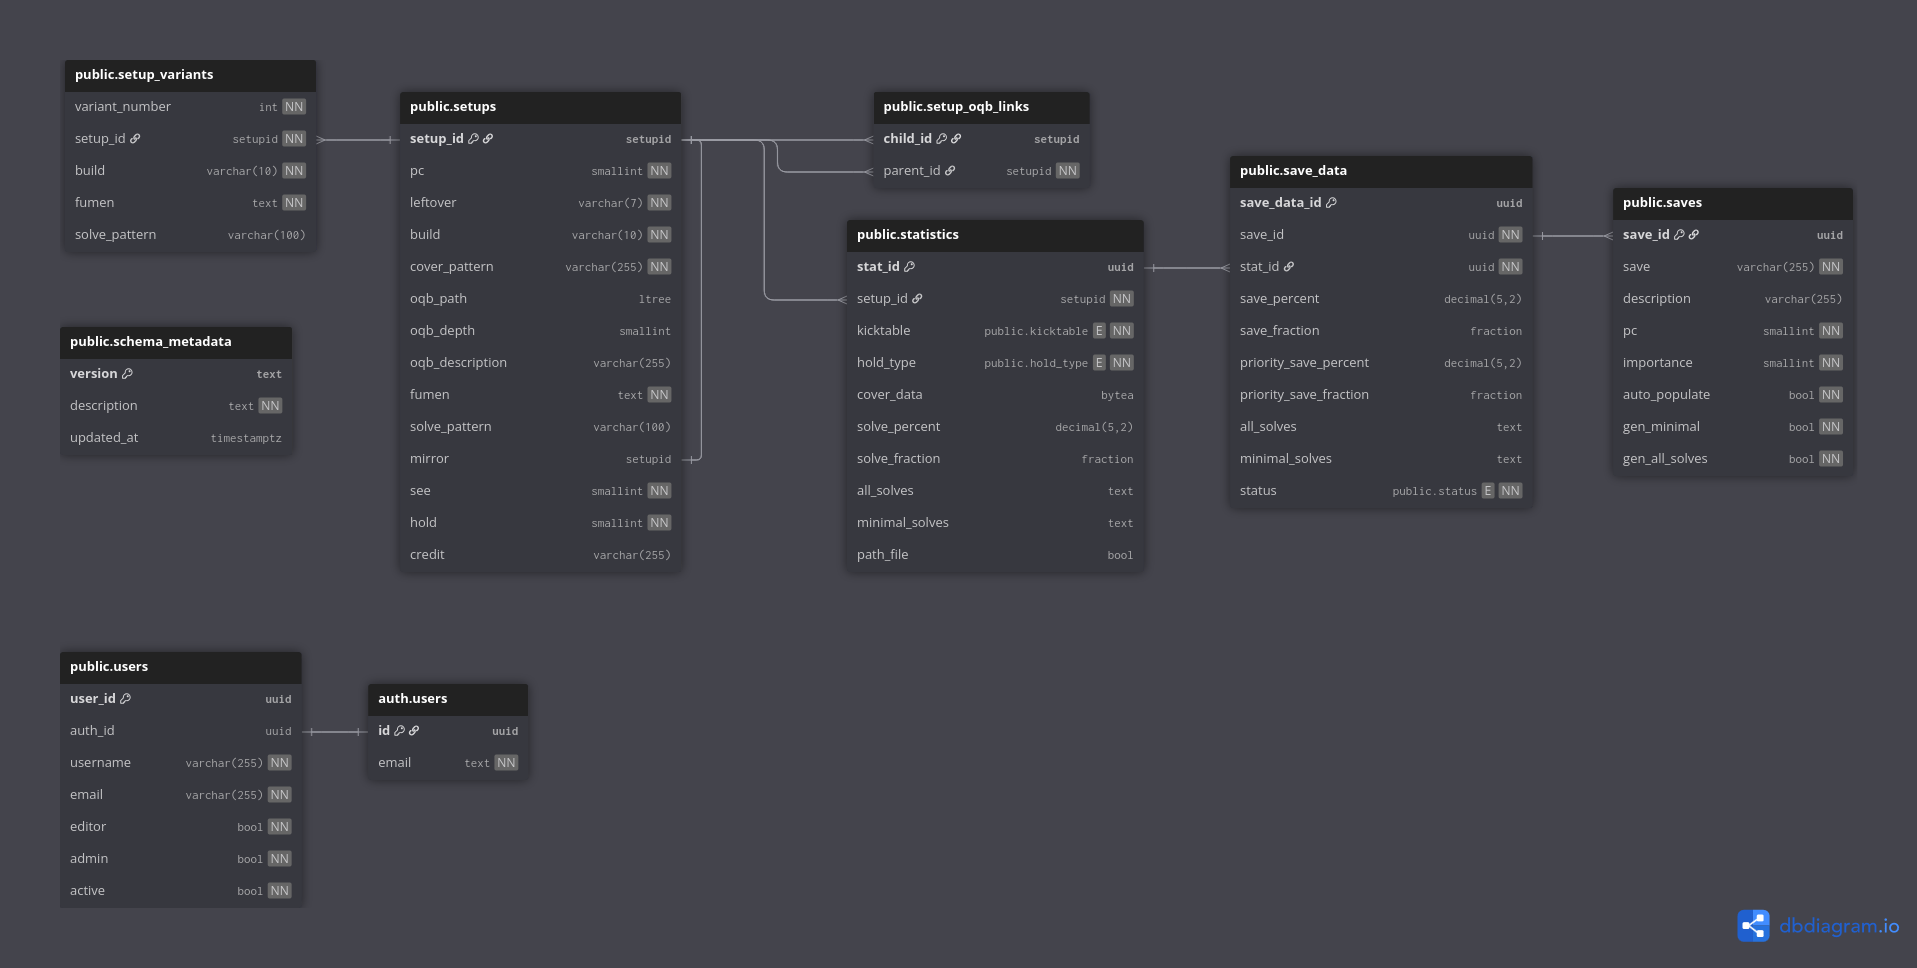 public.setup_variants
variant_number int NN
setup_id setupid NN
build varchar(10) NN
fumen text NN
solve_pattern varchar(100)
public.schema_metadata
version text
description text NN
updated_at timestamptz
public.setups
setup_id setupid
pc smallint NN
leftover varchar(7) NN
build varchar(10) NN
cover_pattern varchar(255) NN
oqb_path ltree
oqb_depth smallint
oqb_description varchar(255)
fumen text NN
solve_pattern varchar(100)
mirror setupid
see smallint NN
hold smallint NN
credit varchar(255)
public.setup_oqb_links
child_id setupid
parent_id setupid NN
public.statistics
stat_id uuid
setup_id setupid NN
kicktable public.kicktable E NN
hold_type public.hold_type E NN
cover_data bytea
solve_percent decimal(5,2)
solve_fraction fraction
all_solves text
minimal_solves text
path_file bool
public.save_data
save_data_id uuid
save_id uuid NN
stat_id uuid NN
save_percent decimal(5,2)
save_fraction fraction
priority_save_percent decimal(5,2)
priority_save_fraction fraction
all_solves text
minimal_solves text
status public.status E NN
public.saves
save_id uuid
save varchar(255) NN
description varchar(255)
pc smallint NN
importance smallint NN
auto_populate bool NN
gen_minimal bool NN
gen_all_solves bool NN
public.users
user_id uuid
auth_id uuid
username varchar(255) NN
email varchar(255) NN
editor bool NN
admin bool NN
active bool NN
auth.users
id uuid
email text NN
dbdiagram.io